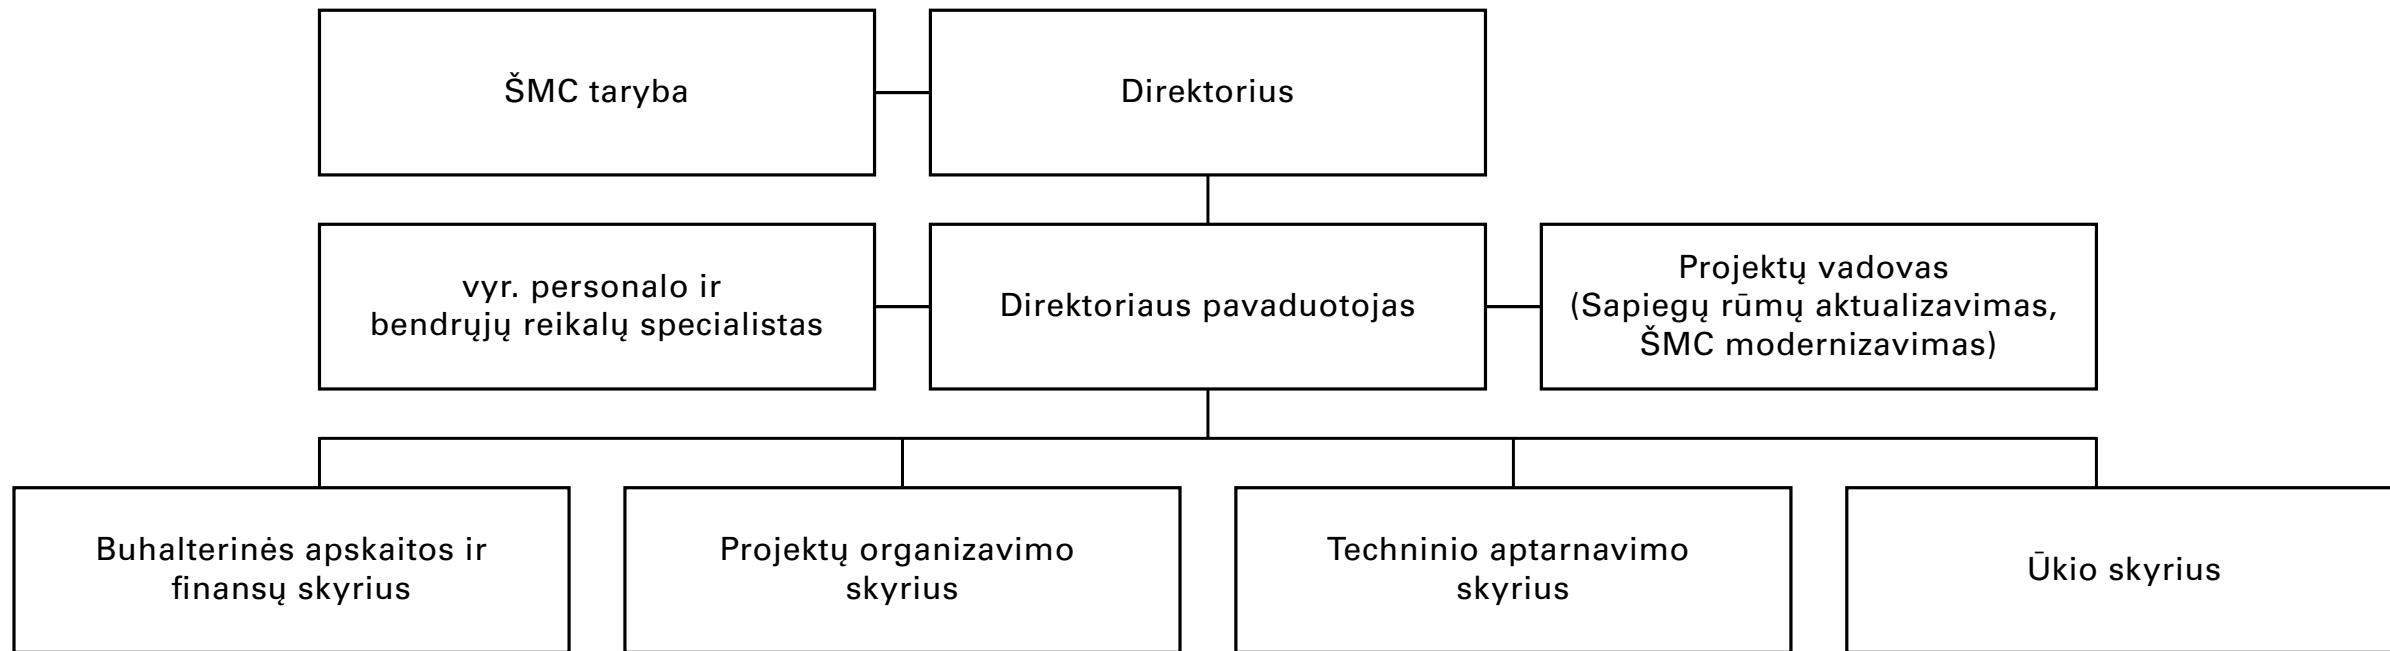 ŠMC taryba
Direktorius
vyr. personalo ir
bendrųjų reikalų specialistas
Direktoriaus pavaduotojas
Projektų vadovas
(Sapiegų rūmų aktualizavimas,
ŠMC modernizavimas)
Buhalterinės apskaitos ir
finansų skyrius
Projektų organizavimo
skyrius
Techninio aptarnavimo
skyrius
Ūkio skyrius